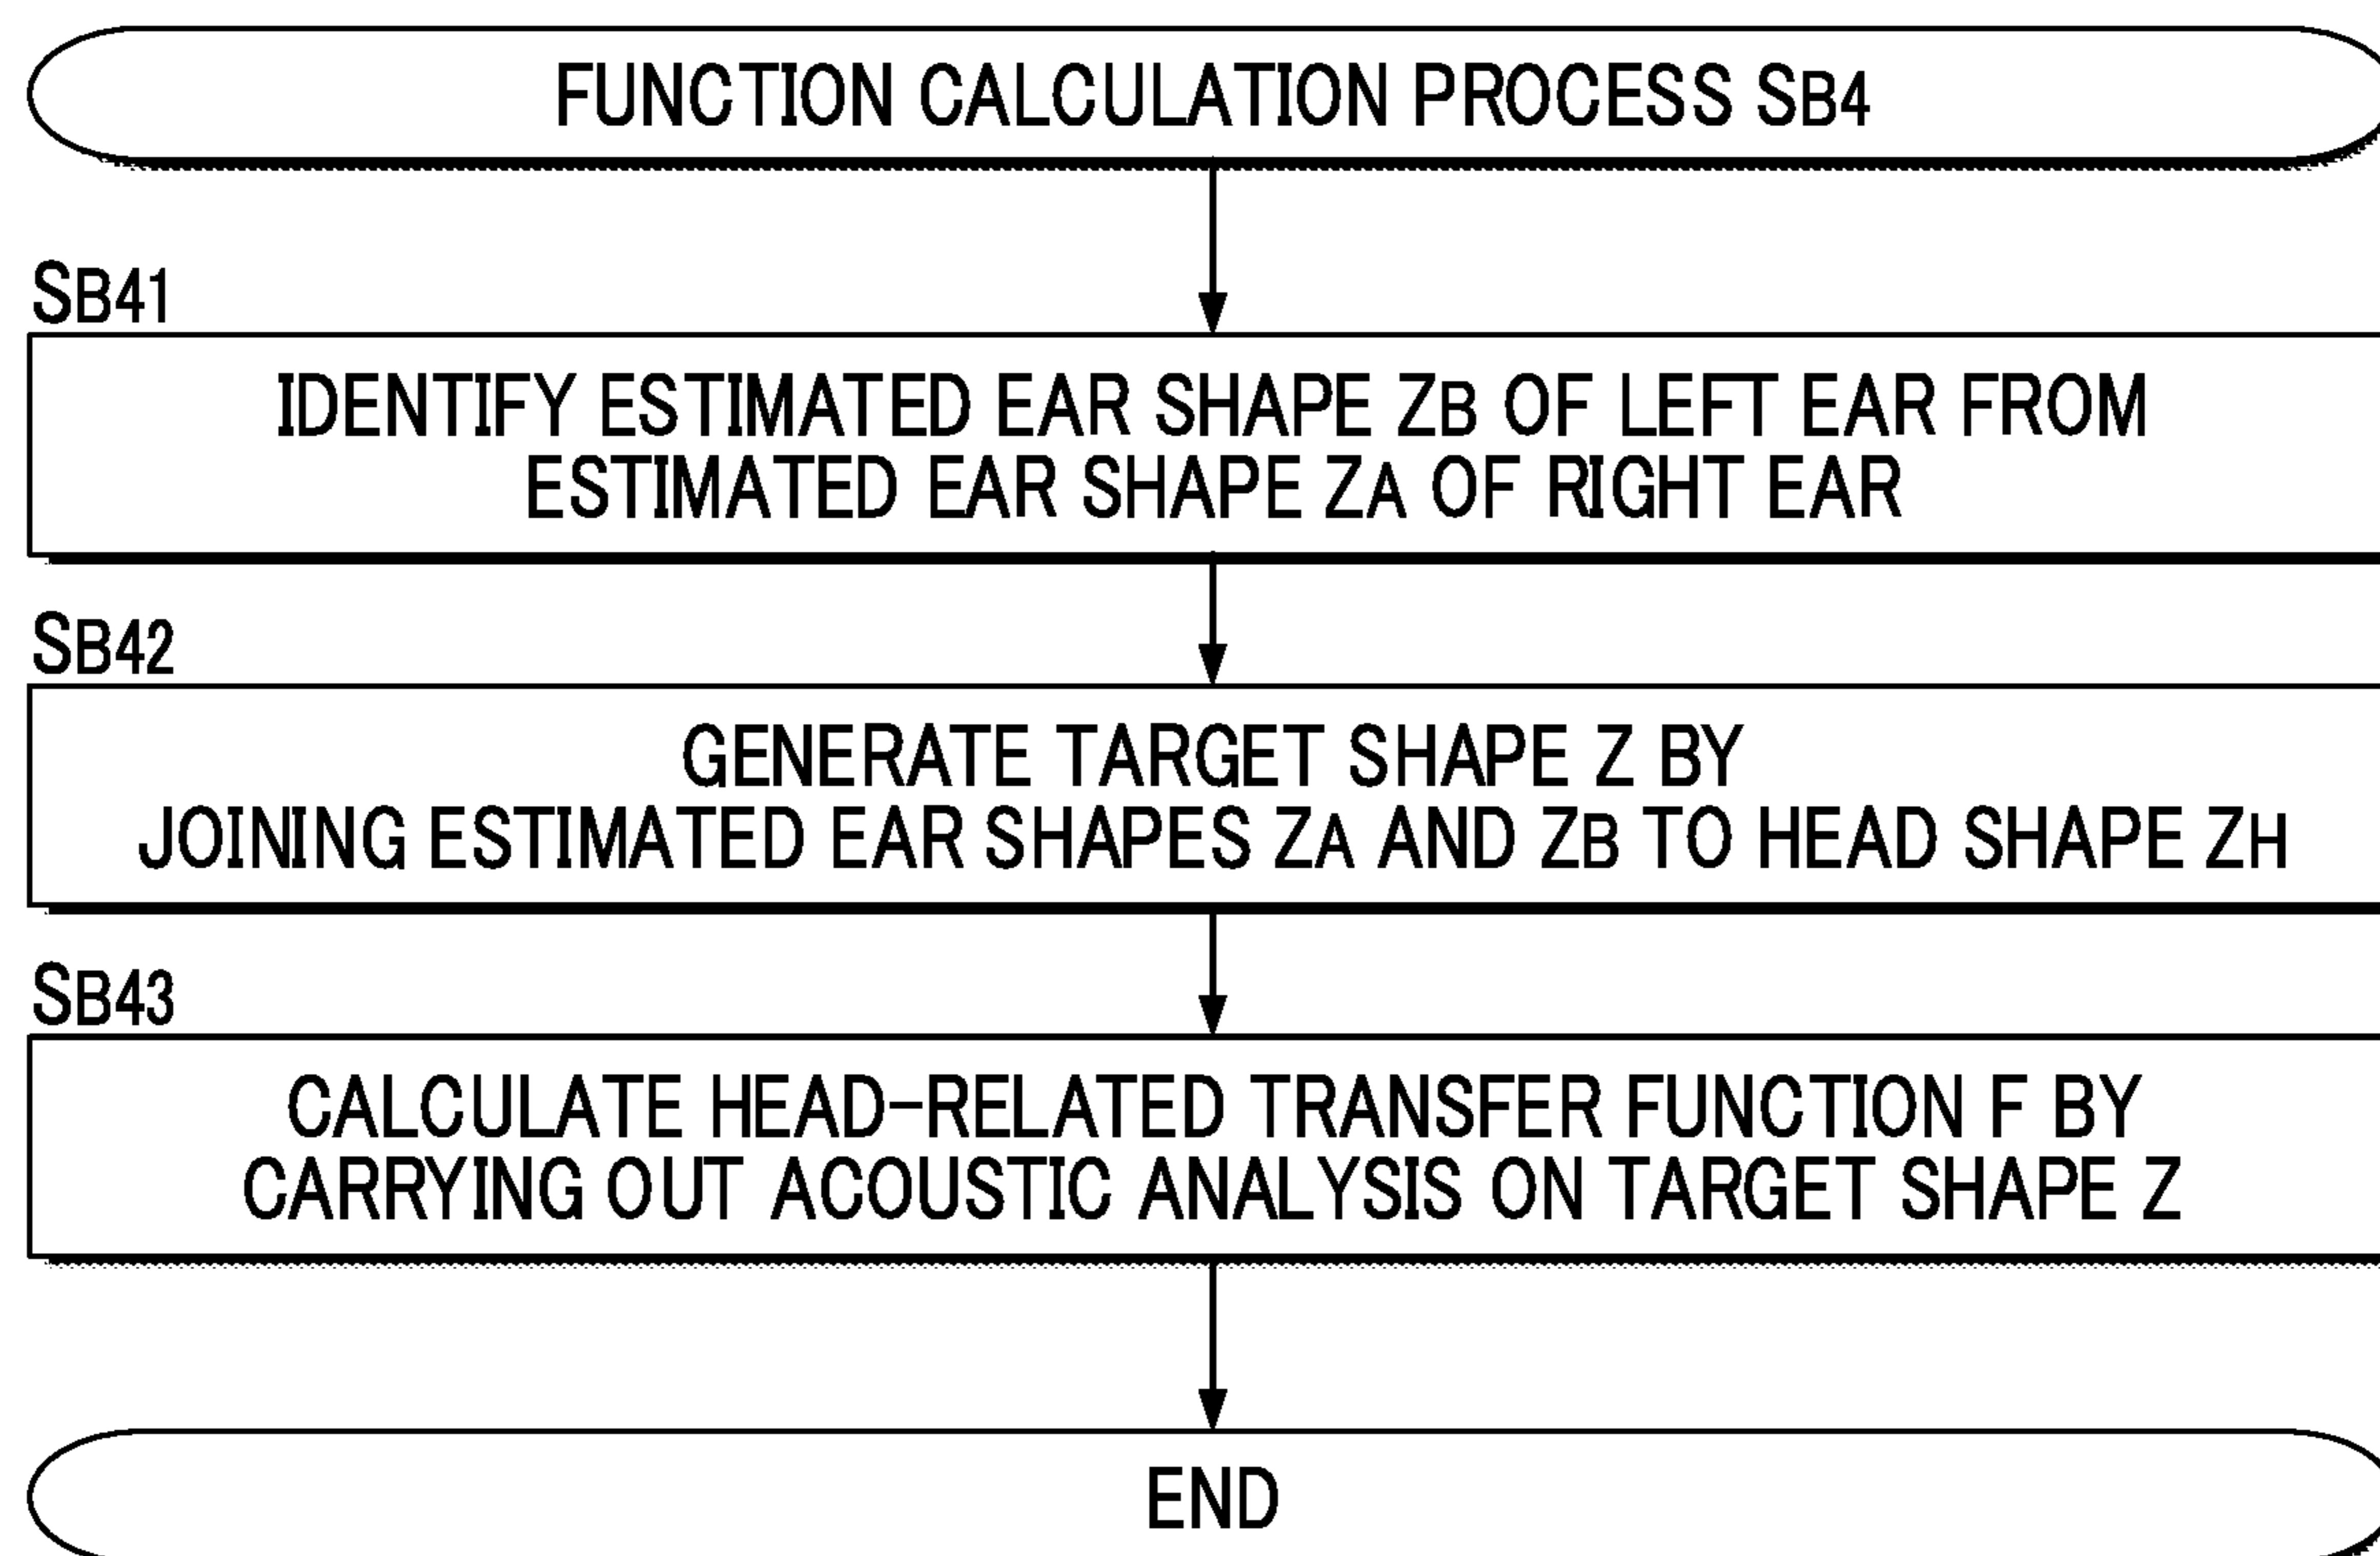 FUNCTION CALCULATION PROCESS SB4
SB41
IDENTIFY ESTIMATED EAR SHAPE ZB OF LEFT EAR FROM
ESTIMATED EAR SHAPE ZA OF RIGHT EAR
SB42
GENERATE TARGET SHAPE Z BY
JOINING ESTIMATED EAR SHAPES ZA AND ZB TO HEAD SHAPE ZH
SB43
CALCULATE HEAD-RELATED TRANSFER FUNCTION F BY
CARRYING OUT ACOUSTIC ANALYSIS ON TARGET SHAPE Z
END